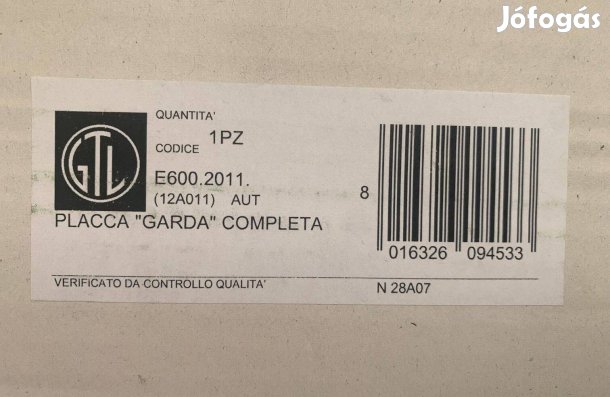 Jófogás
GTL
QUANTITA'
1PZ
CODICE
E600.2011.
(12A011) AUT
PLACCA "GARDA" COMPLETA
8 016326 094533
VERIFICATO DA CONTROLLO QUALITA'
N 28A07